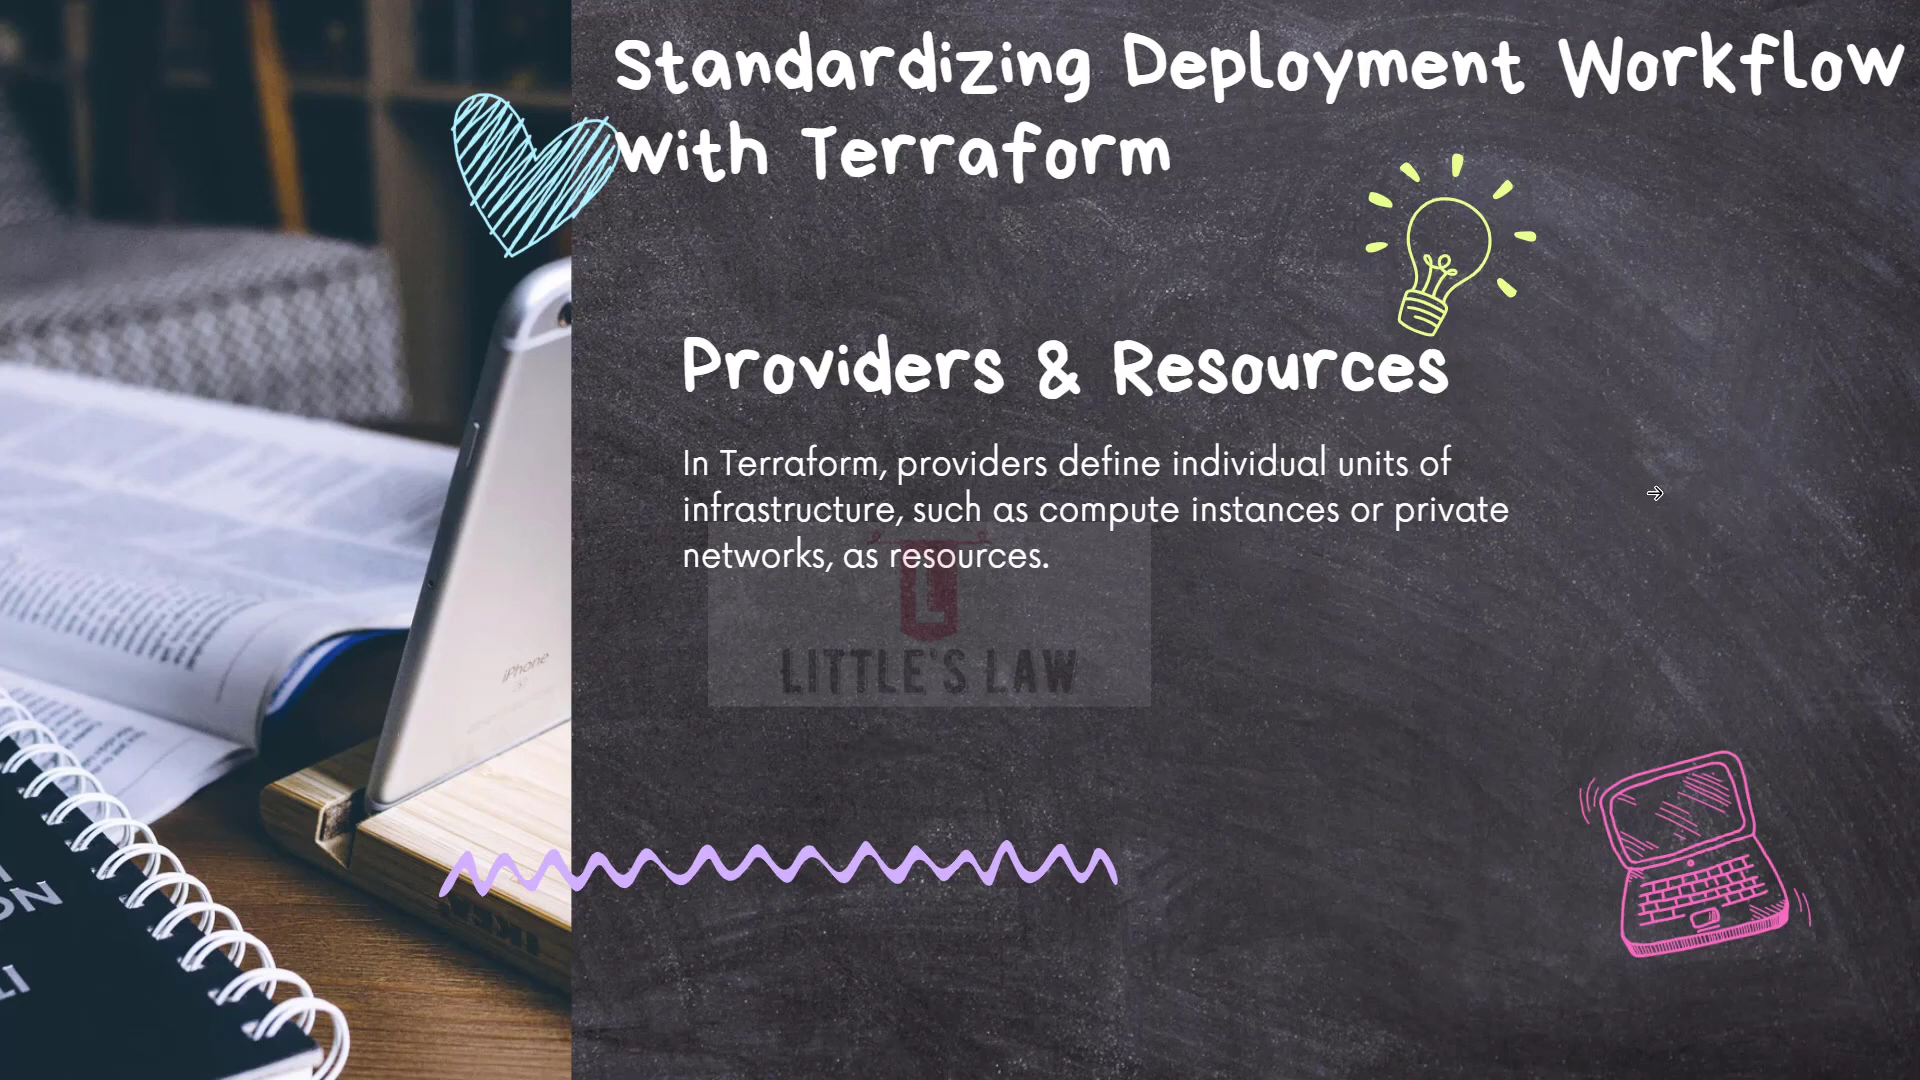 Standardizing Deployment Workflow
with Terraform
Providers & Resources
In Terraform, providers define individual units of
infrastructure, such as compute instances or private
networks, as resources.
L
LITTLE'S LAW
iPhone